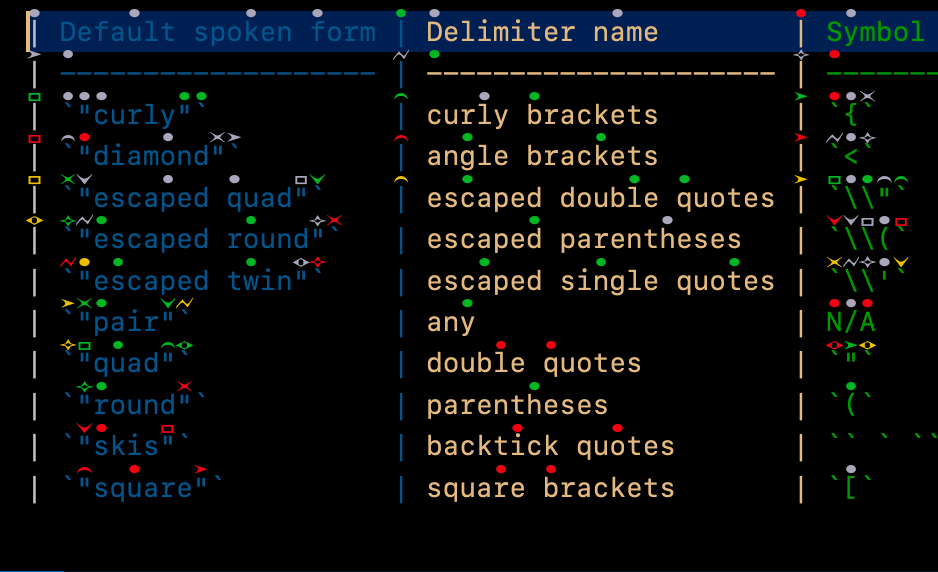 | Default spoken form | Delimiter name | Symbol
| ------------------- | --------------------- | -------
| `"curly"` | curly brackets | `{`
| `"diamond"` | angle brackets | `<`
| `"escaped quad"` | escaped double quotes | `\\"`
| `"escaped round"` | escaped parentheses | `\\(`
| `"escaped twin"` | escaped single quotes | `\\'`
| `"pair"` | any | N/A
| `"quad"` | double quotes | `"`
| `"round"` | parentheses | `(`
| `"skis"` | backtick quotes | `` ` ``
| `"square"` | square brackets | `[`